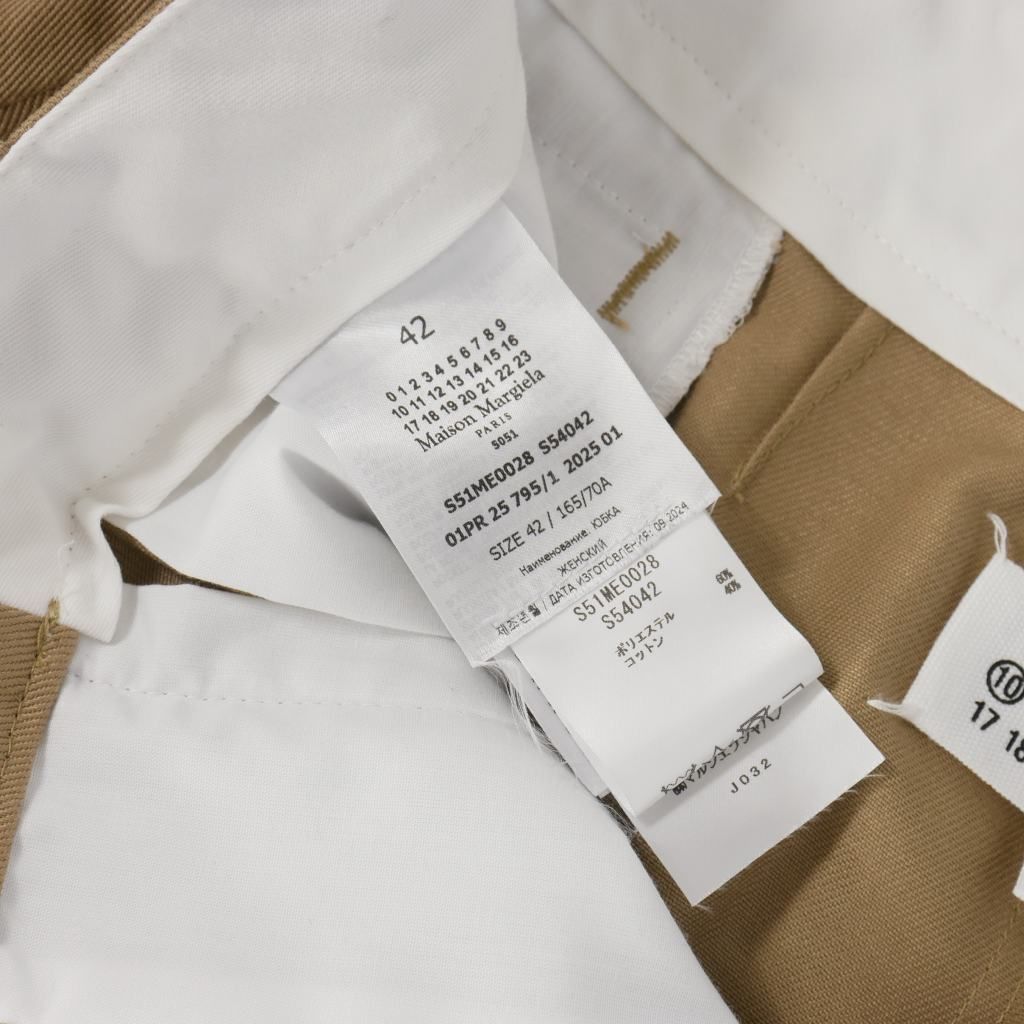 42
0 1 2 3 4 5 6 7 8 9
10 11 12 13 14 15 16
17 18 19 20 21 22 23
Maison Margiela
PARIS
5051
S51ME0028 S54042
01PR 25 795/1 2025 01
SIZE 42 / 165/70A
Наименование: ЮБКА
ЖЕНСКИЙ
제조년월 / ДАТА ИЗГОТОВЛЕНИЯ: 09 2024
S51ME0028
S54042
60%
40%
ポリエステル
コットン
J032
10
17 18